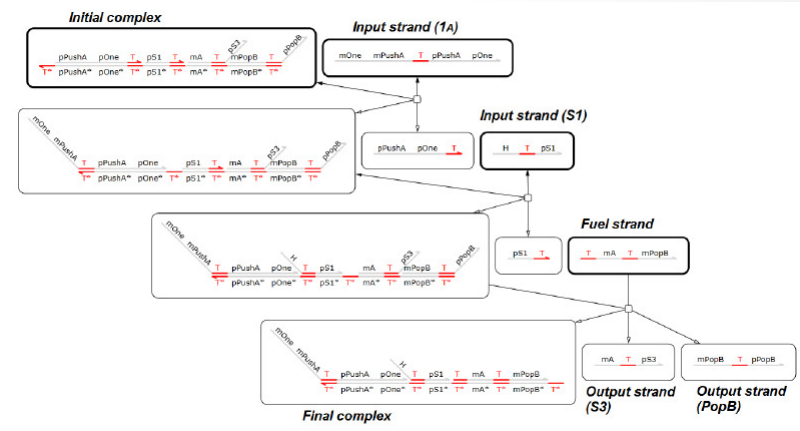 Initial complex
Input strand (1A)
pS3
pPopB
pPushA pOne T pS1 T mA T mPopB T
T* pPushA* pOne* T* pS1* T* mA* T* mPopB* T*
mOne mPushA T pPushA pOne
Input strand (S1)
mOne mPushA
pS3
pPopB
T pPushA pOne pS1 T mA T mPopB T
T* pPushA* pOne* T* pS1* T* mA* T* mPopB* T*
pPushA pOne T
H T pS1
Fuel strand
mOne mPushA
H
pS3
pPopB
T pPushA pOne T pS1 mA T mPopB T
T* pPushA* pOne* T* pS1* T* mA* T* mPopB* T*
pS1 T
T mA T mPopB
mOne mPushA
H
T pPushA pOne T pS1 T mA T mPopB
T* pPushA* pOne* T* pS1* T* mA* T* mPopB* T*
mA T pS3
mPopB T pPopB
Output strand
(S3)
Output strand
(PopB)
Final complex